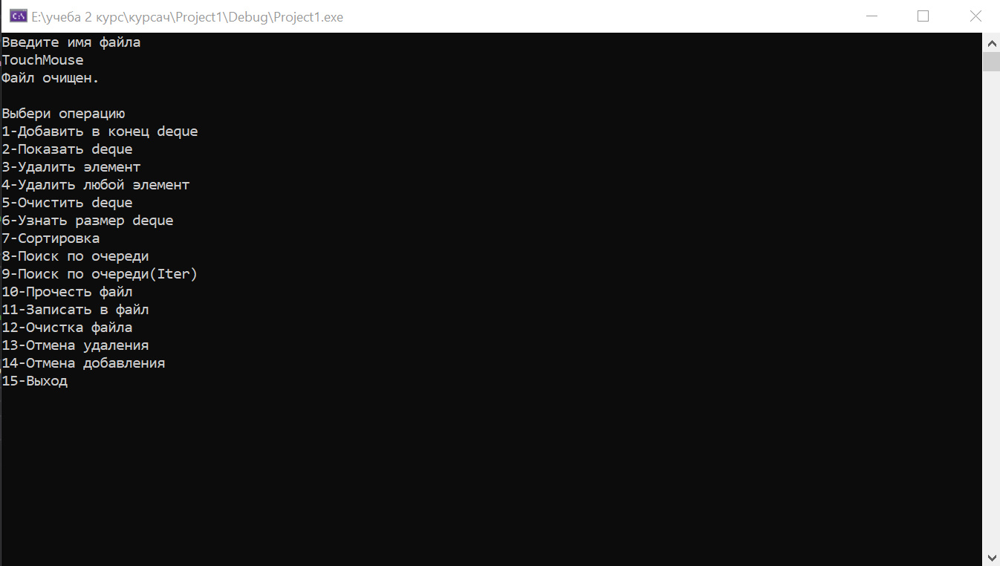 E:\учеба 2 курс\курсач\Project1\Debug\Project1.exe
Введите имя файла
TouchMouse
Файл очищен.
Выбери операцию
1-Добавить в конец deque
2-Показать deque
3-Удалить элемент
4-Удалить любой элемент
5-Очистить deque
6-Узнать размер deque
7-Сортировка
8-Поиск по очереди
9-Поиск по очереди(Iter)
10-Прочесть файл
11-Записать в файл
12-Очистка файла
13-Отмена удаления
14-Отмена добавления
15-Выход